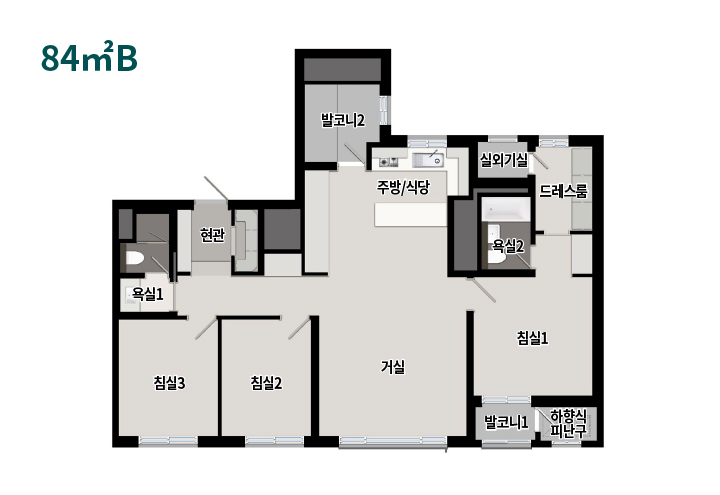 84㎡B
발코니2
실외기실
주방/식당
드레스룸
현관
욕실2
욕실1
침실1
거실
침실3
침실2
발코니1
하향식
피난구